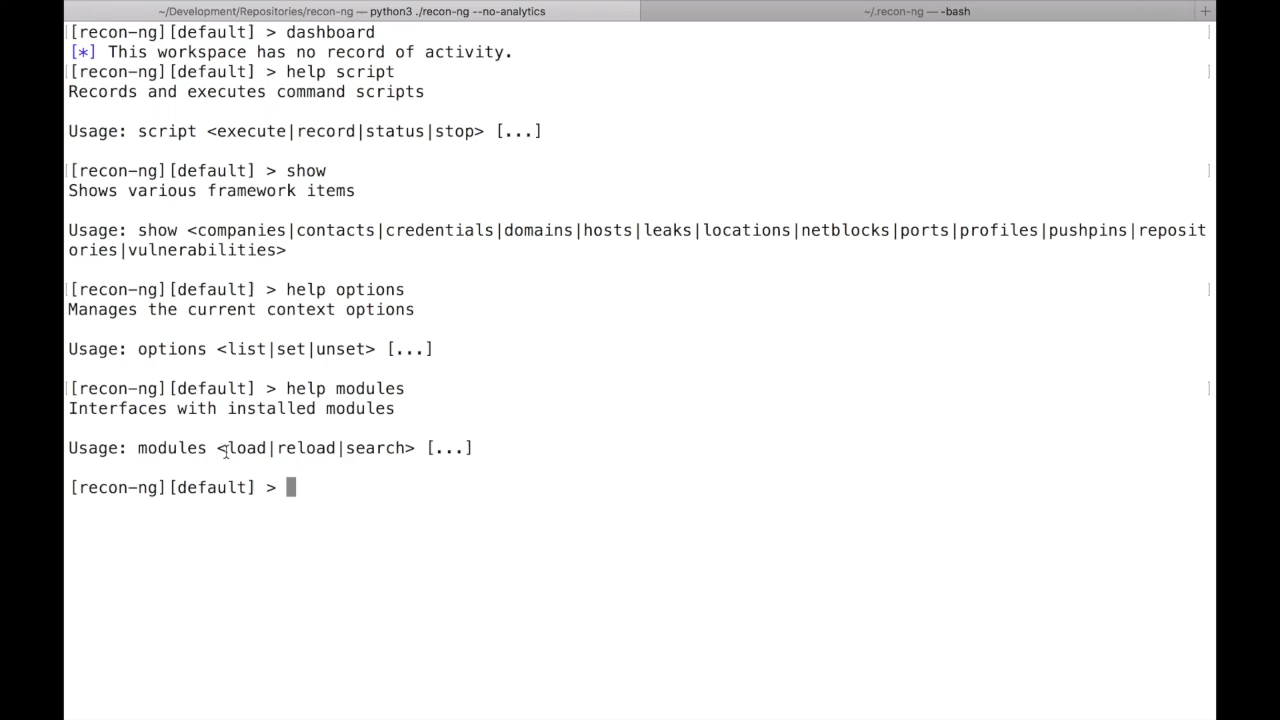 ~/Development/Repositories/recon-ng — python3 ./recon-ng --no-analytics
~/.recon-ng — -bash
+
[recon-ng][default] > dashboard
[*] This workspace has no record of activity.
[recon-ng][default] > help script
Records and executes command scripts
Usage: script <execute|record|status|stop> [...]
[recon-ng][default] > show
Shows various framework items
Usage: show <companies|contacts|credentials|domains|hosts|leaks|locations|netblocks|ports|profiles|pushpins|reposit
ories|vulnerabilities>
[recon-ng][default] > help options
Manages the current context options
Usage: options <list|set|unset> [...]
[recon-ng][default] > help modules
Interfaces with installed modules
Usage: modules <load|reload|search> [...]
[recon-ng][default] >